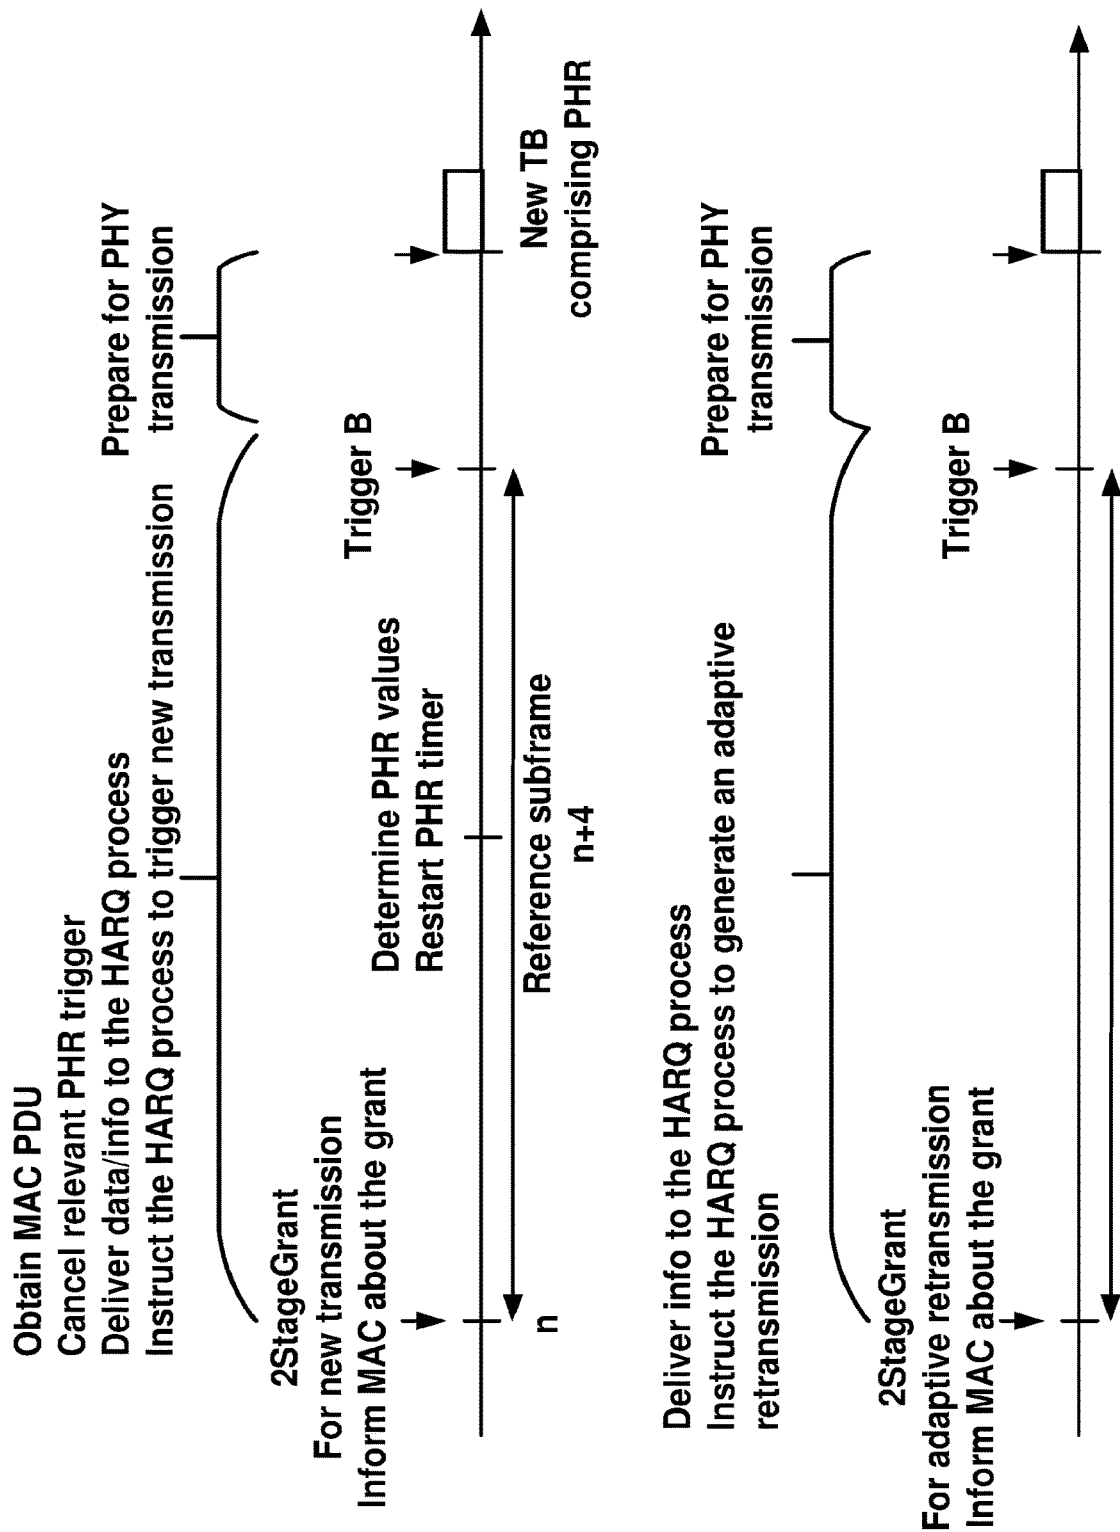 Obtain MAC PDU
Cancel relevant PHR trigger
Deliver data/info to the HARQ process
Instruct the HARQ process to trigger new transmission
Prepare for PHY
transmission
2StageGrant
For new transmission
Inform MAC about the grant
Determine PHR values
Restart PHR timer
Trigger B
n
Reference subframe
n+4
New TB
comprising PHR
Deliver info to the HARQ process
Instruct the HARQ process to generate an adaptive
retransmission
Prepare for PHY
transmission
2StageGrant
For adaptive retransmission
Inform MAC about the grant
Trigger B